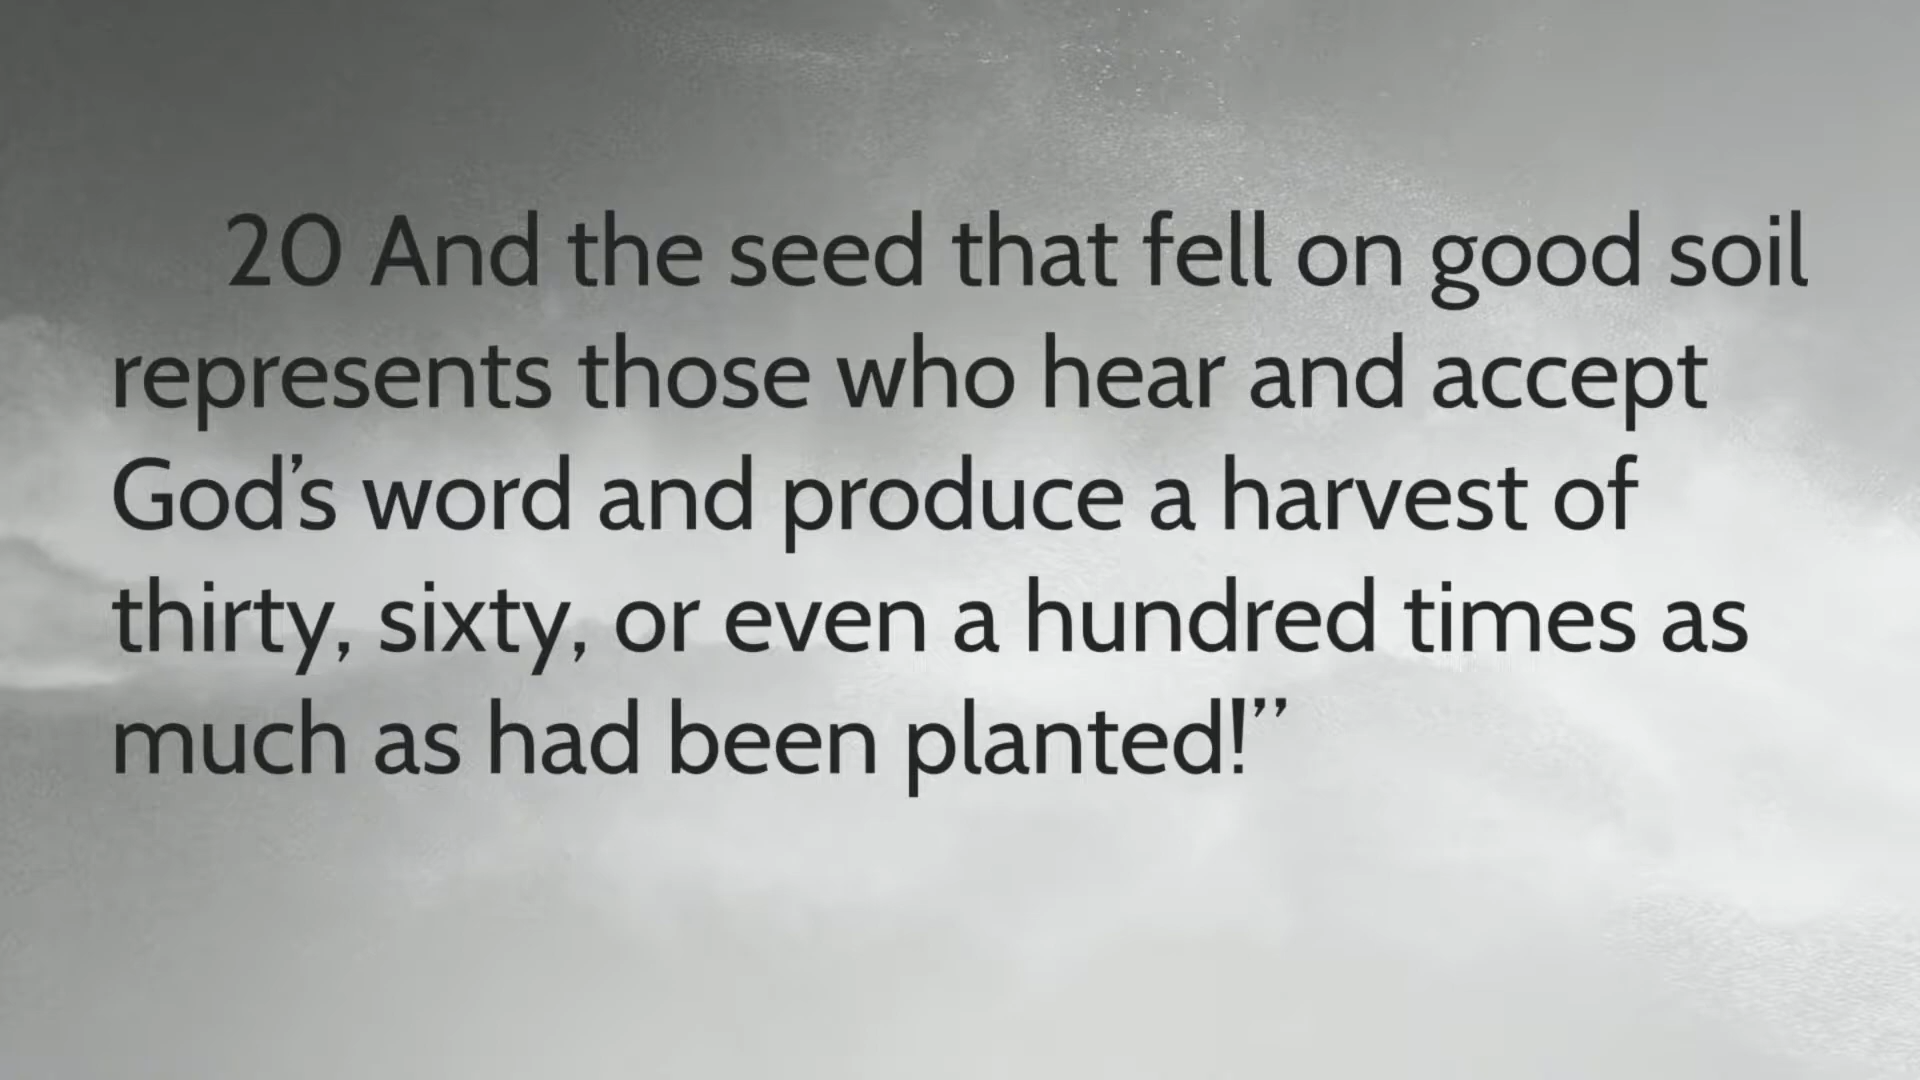 20 And the seed that fell on good soil
represents those who hear and accept
God’s word and produce a harvest of
thirty, sixty, or even a hundred times as
much as had been planted!”